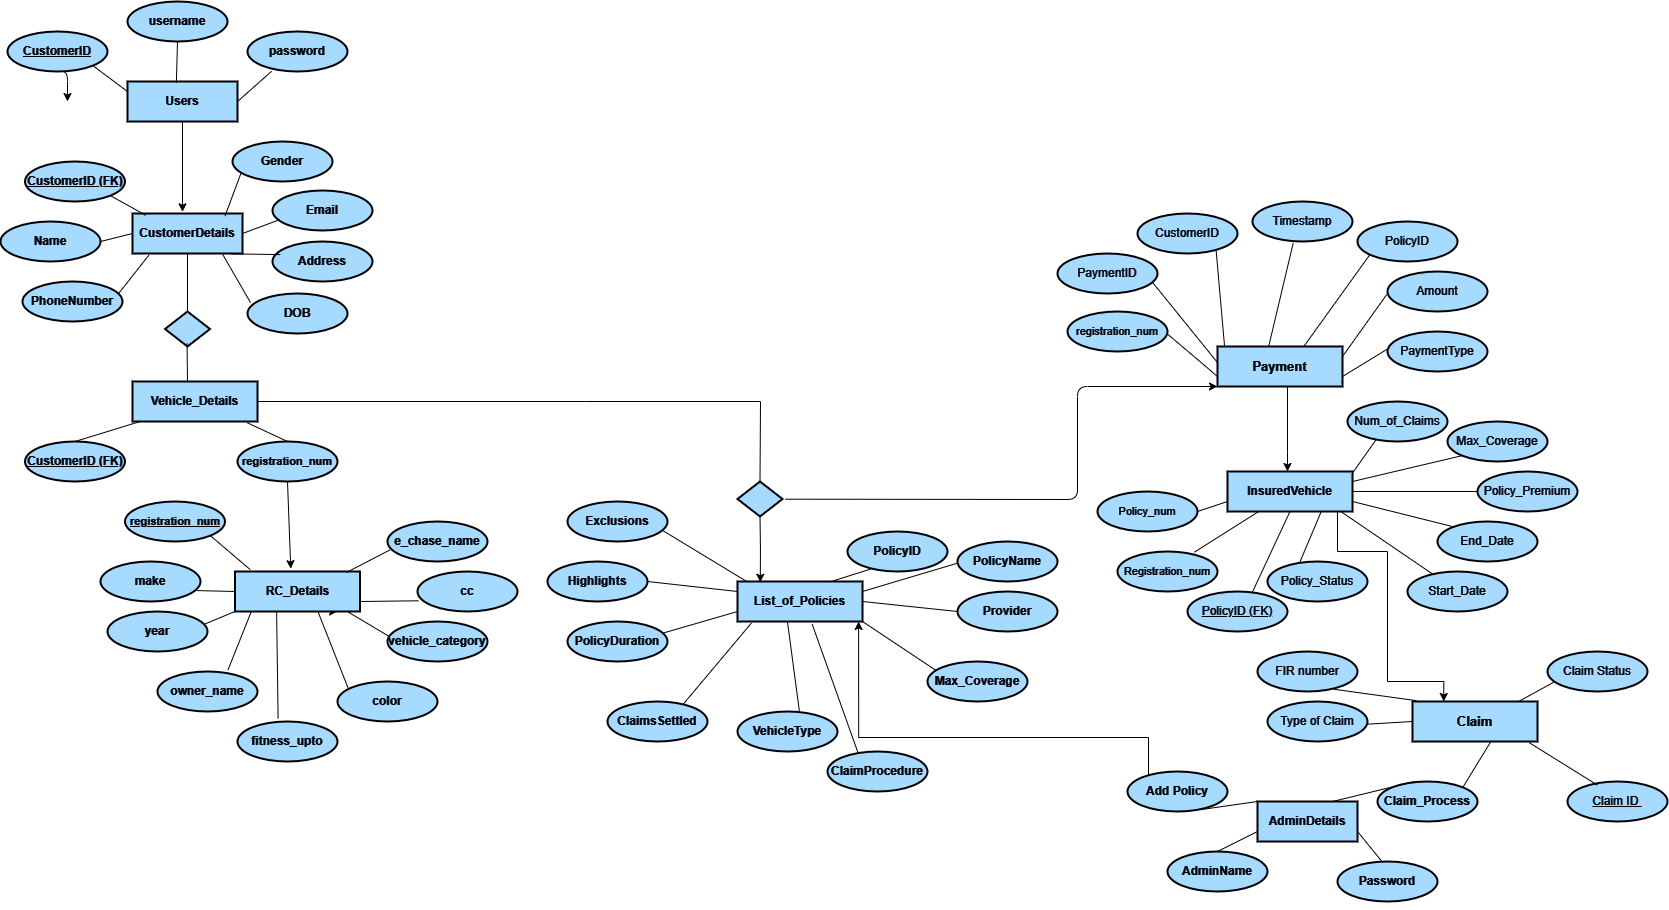 username
CustomerID
password
Users
Gender
CustomerID (FK)
Email
Name
CustomerDetails
Address
PhoneNumber
DOB
Vehicle_Details
CustomerID (FK)
registration_num
registration_num
e_chase_name
make
RC_Details
cc
year
vehicle_category
owner_name
color
fitness_upto
Exclusions
PolicyID
PolicyName
Highlights
List_of_Policies
Provider
PolicyDuration
Max_Coverage
ClaimsSettled
VehicleType
ClaimProcedure
Timestamp
CustomerID
PolicyID
PaymentID
Amount
registration_num
PaymentType
Payment
Num_of_Claims
Max_Coverage
InsuredVehicle
Policy_Premium
Policy_num
End_Date
Registration_num
Policy_Status
Start_Date
PolicyID (FK)
FIR number
Claim Status
Type of Claim
Claim
Add Policy
Claim_Process
Claim ID
AdminDetails
AdminName
Password